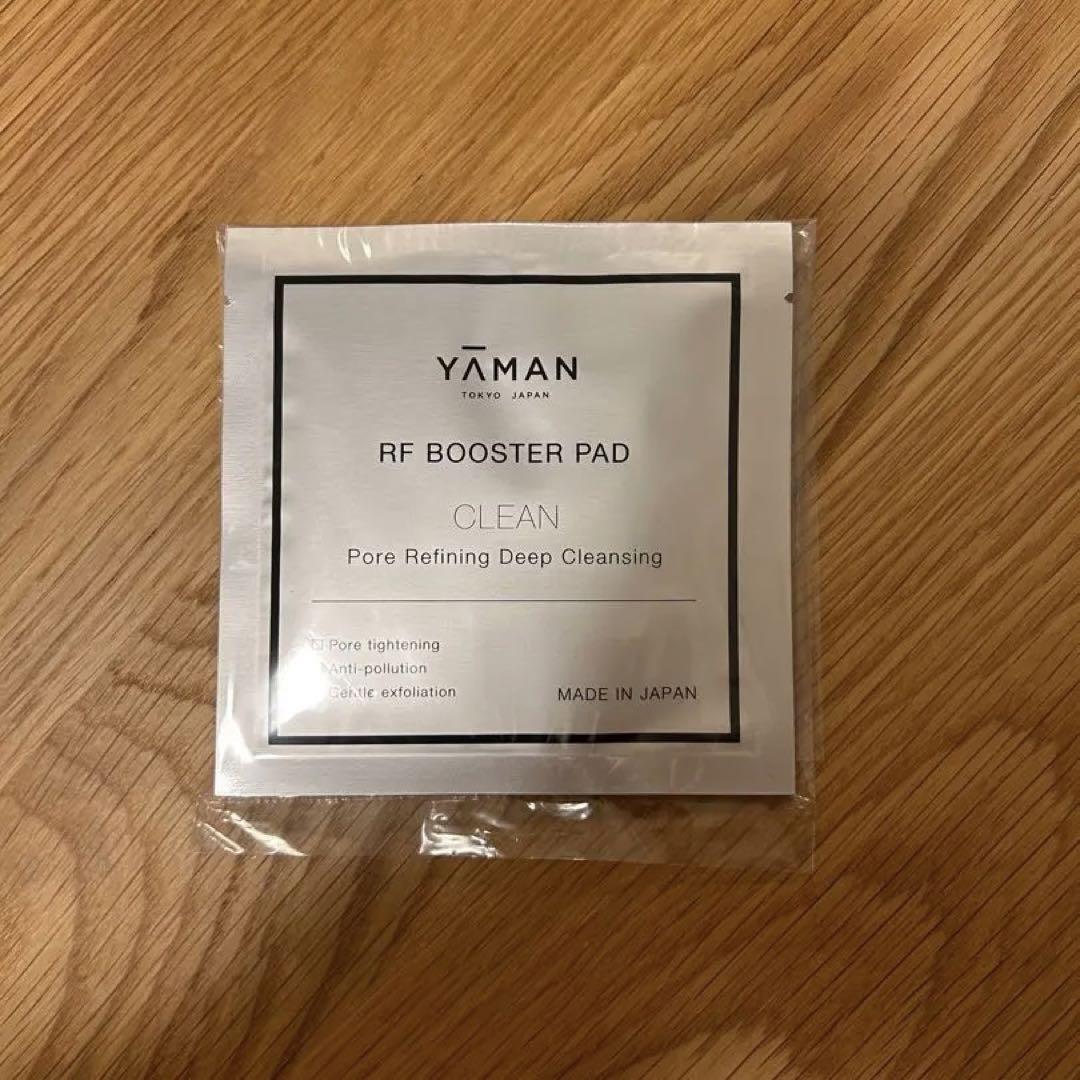 YĀMAN
TOKYO JAPAN
RF BOOSTER PAD
CLEAN
Pore Refining Deep Cleansing
Pore tightening
Anti-pollution
Gentle exfoliation
MADE IN JAPAN